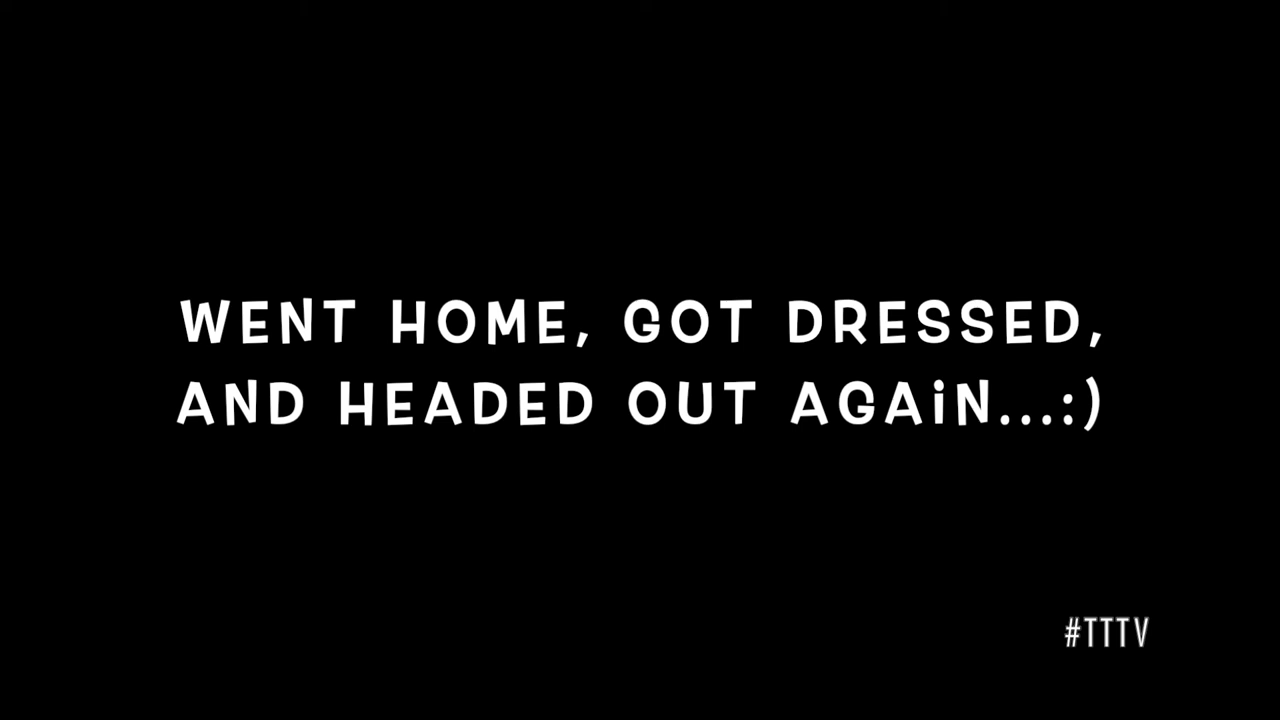 WENT HOME, GOT DRESSED,
AND HEADED OUT AGAiN...:)
#TTTV